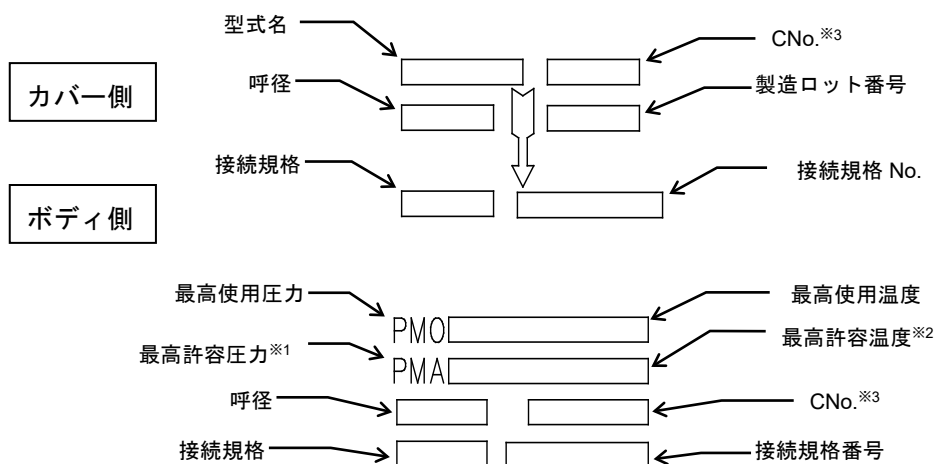 型式名
CNo.※3
カバー側
呼径
製造ロット番号
接続規格
接続規格 No.
ボディ側
最高使用圧力
最高使用温度
PMO
最高許容圧力※1
最高許容温度※2
PMA
呼径
CNo.※3
接続規格
接続規格番号